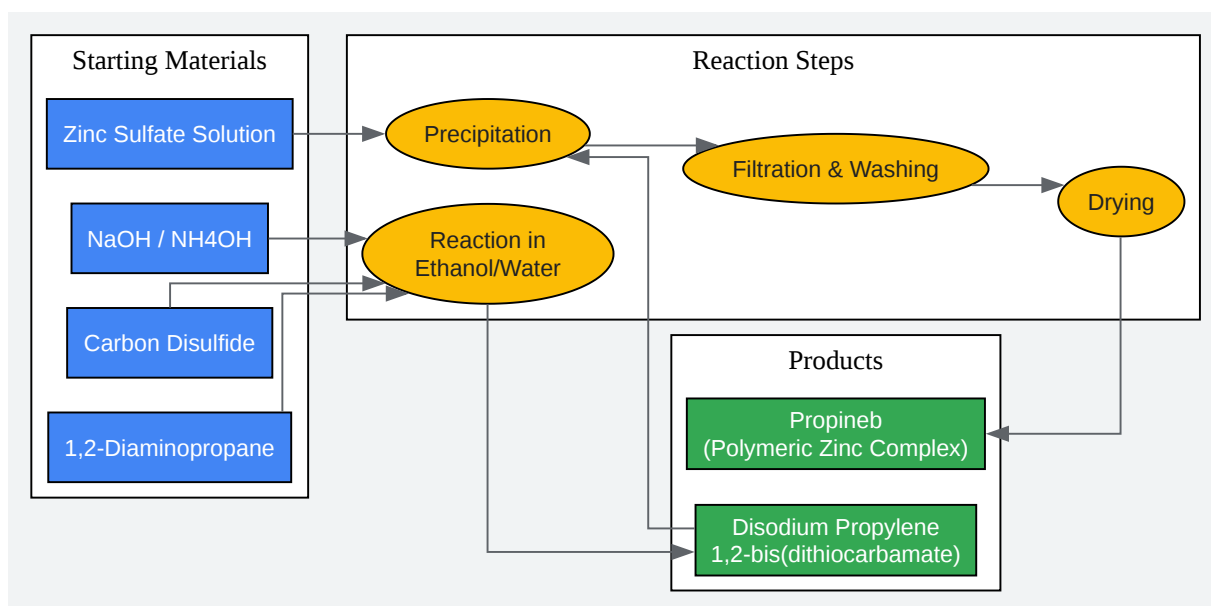 Starting Materials
Zinc Sulfate Solution
NaOH / NH4OH
Carbon Disulfide
1,2-Diaminopropane
Reaction Steps
Precipitation
Filtration & Washing
Drying
Reaction in
Ethanol/Water
Products
Propineb
(Polymeric Zinc Complex)
Disodium Propylene
1,2-bis(dithiocarbamate)